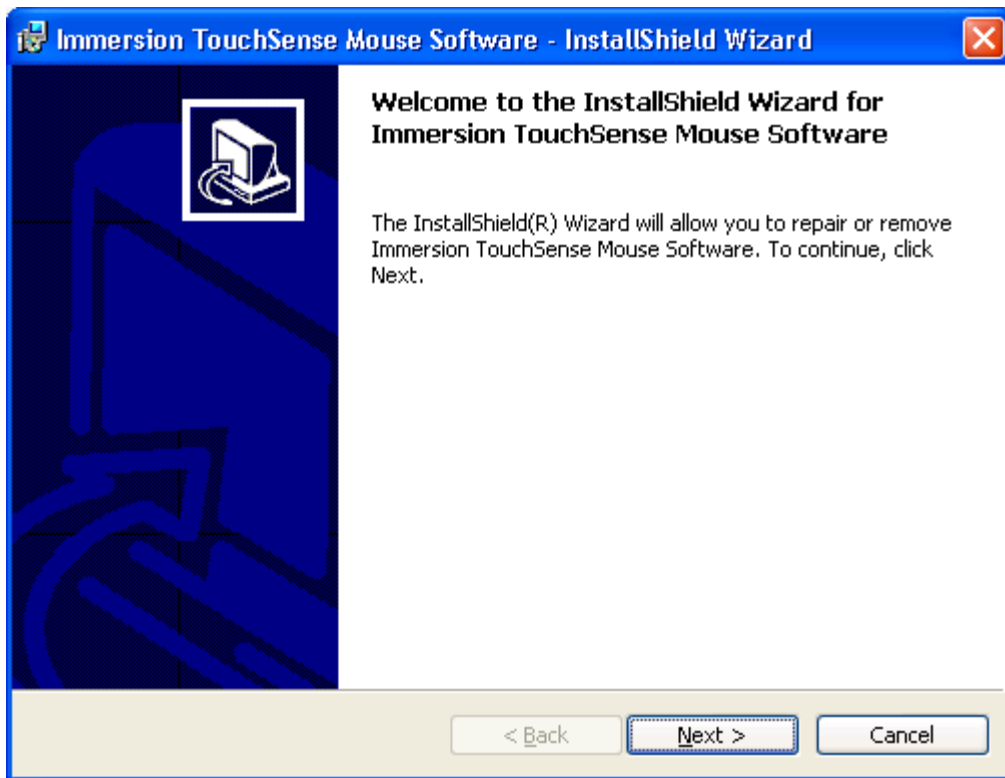 Immersion TouchSense Mouse Software - InstallShield Wizard
Welcome to the InstallShield Wizard for
Immersion TouchSense Mouse Software
The InstallShield(R) Wizard will allow you to repair or remove
Immersion TouchSense Mouse Software. To continue, click
Next.
< Back
Next >
Cancel